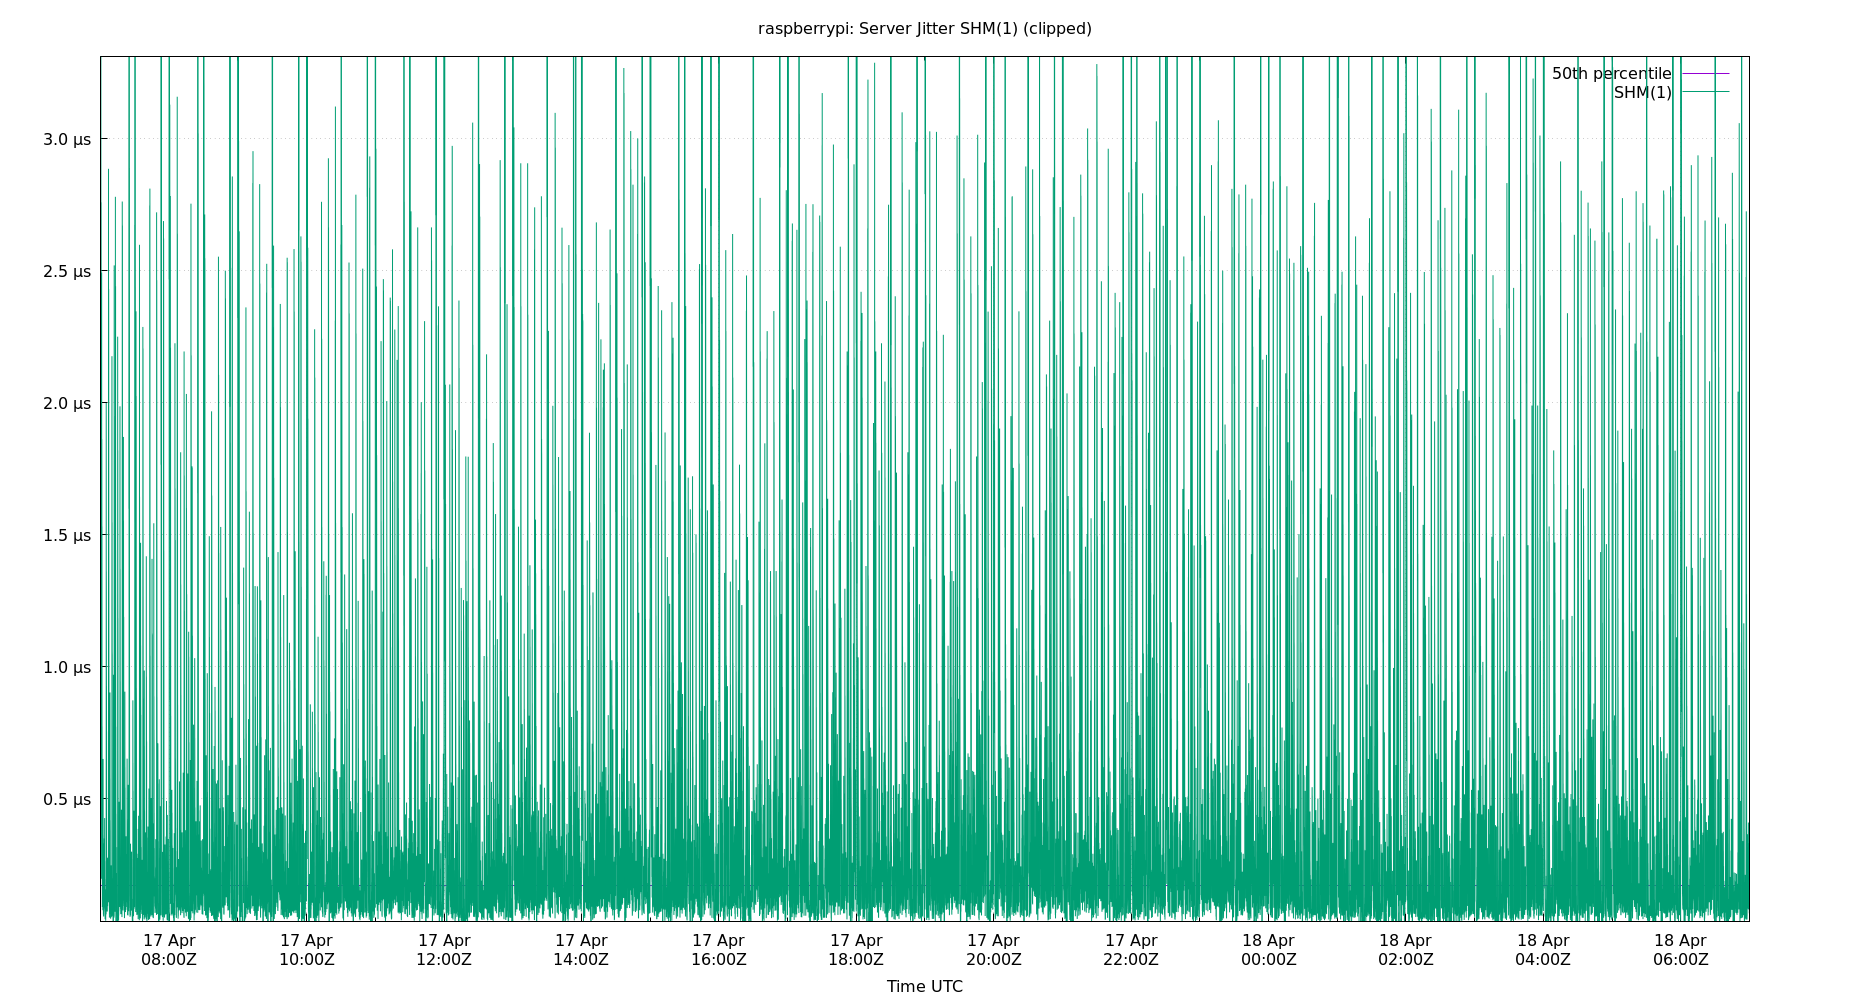 raspberrypi: Server Jitter SHM(1) (clipped)
50th percentile
SHM(1)
3.0 µs
2.5 µs
2.0 µs
1.5 µs
1.0 µs
0.5 µs
17 Apr 17 Apr 17 Apr 17 Apr 17 Apr 17 Apr 17 Apr 17 Apr 18 Apr 18 Apr 18 Apr 18 Apr
08:00Z 10:00Z 12:00Z 14:00Z 16:00Z 18:00Z 20:00Z 22:00Z 00:00Z 02:00Z 04:00Z 06:00Z
Time UTC